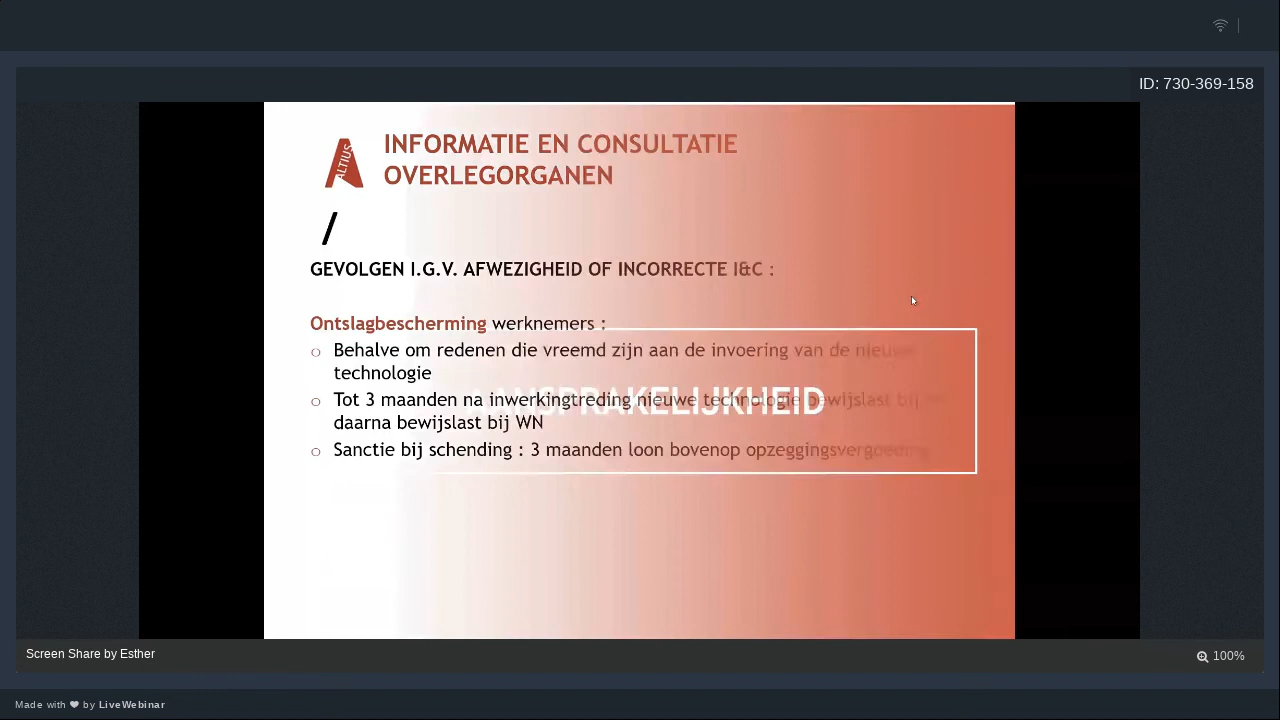 ID: 730-369-158
ALTIUS
INFORMATIE EN CONSULTATIE
OVERLEGORGANEN
/
GEVOLGEN I.G.V. AFWEZIGHEID OF INCORRECTE I&C :
Ontslagbescherming werknemers :
○ Behalve om redenen die vreemd zijn aan de invoering van de nieuwe
technologie
AANSPRAKELIJKHEID
○ Tot 3 maanden na inwerkingtreding nieuwe technologie bewijslast bij
daarna bewijslast bij WN
○ Sanctie bij schending : 3 maanden loon bovenop opzeggingsvergoeding
Screen Share by Esther
100%
Made with ❤ by LiveWebinar